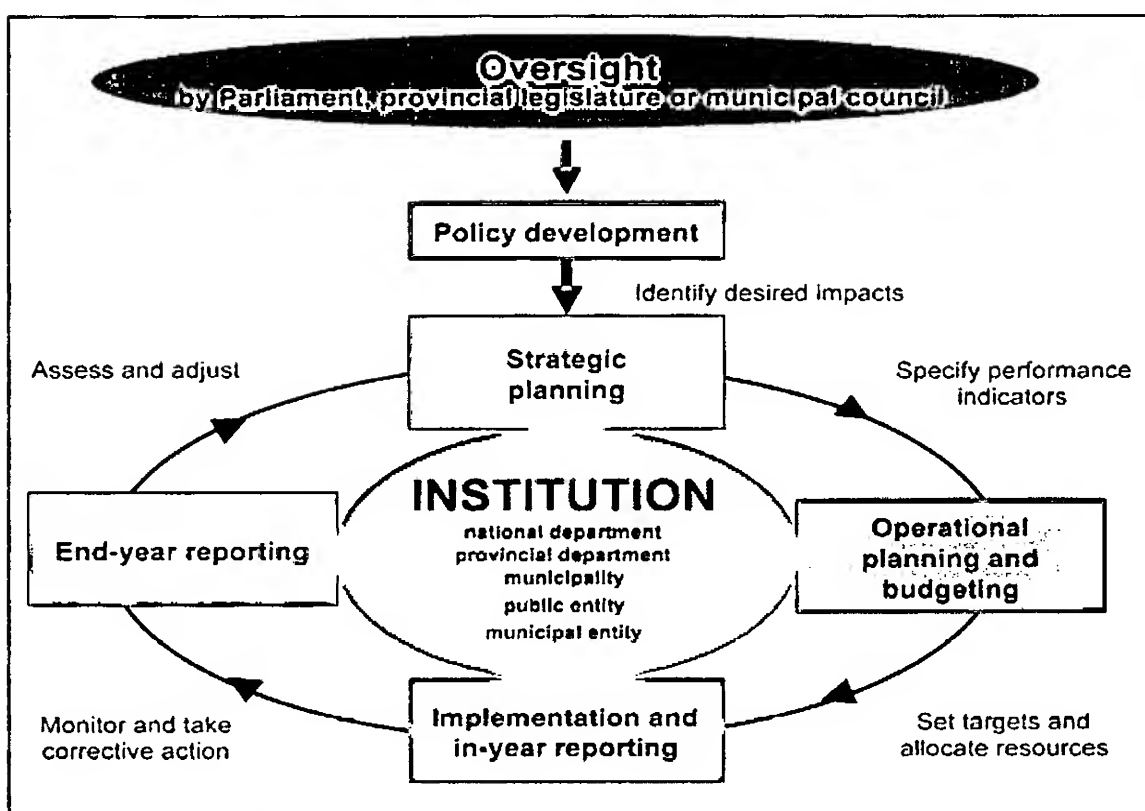 Oversight
by Parliament, provincial legislature or municipal council
Policy development
Identify desired impacts
Strategic
planning
Assess and adjust
Specify performance
indicators
INSTITUTION
national department
provincial department
municipality
public entity
municipal entity
End-year reporting
Operational
planning and
budgeting
Implementation and
in-year reporting
Monitor and take
corrective action
Set targets and
allocate resources